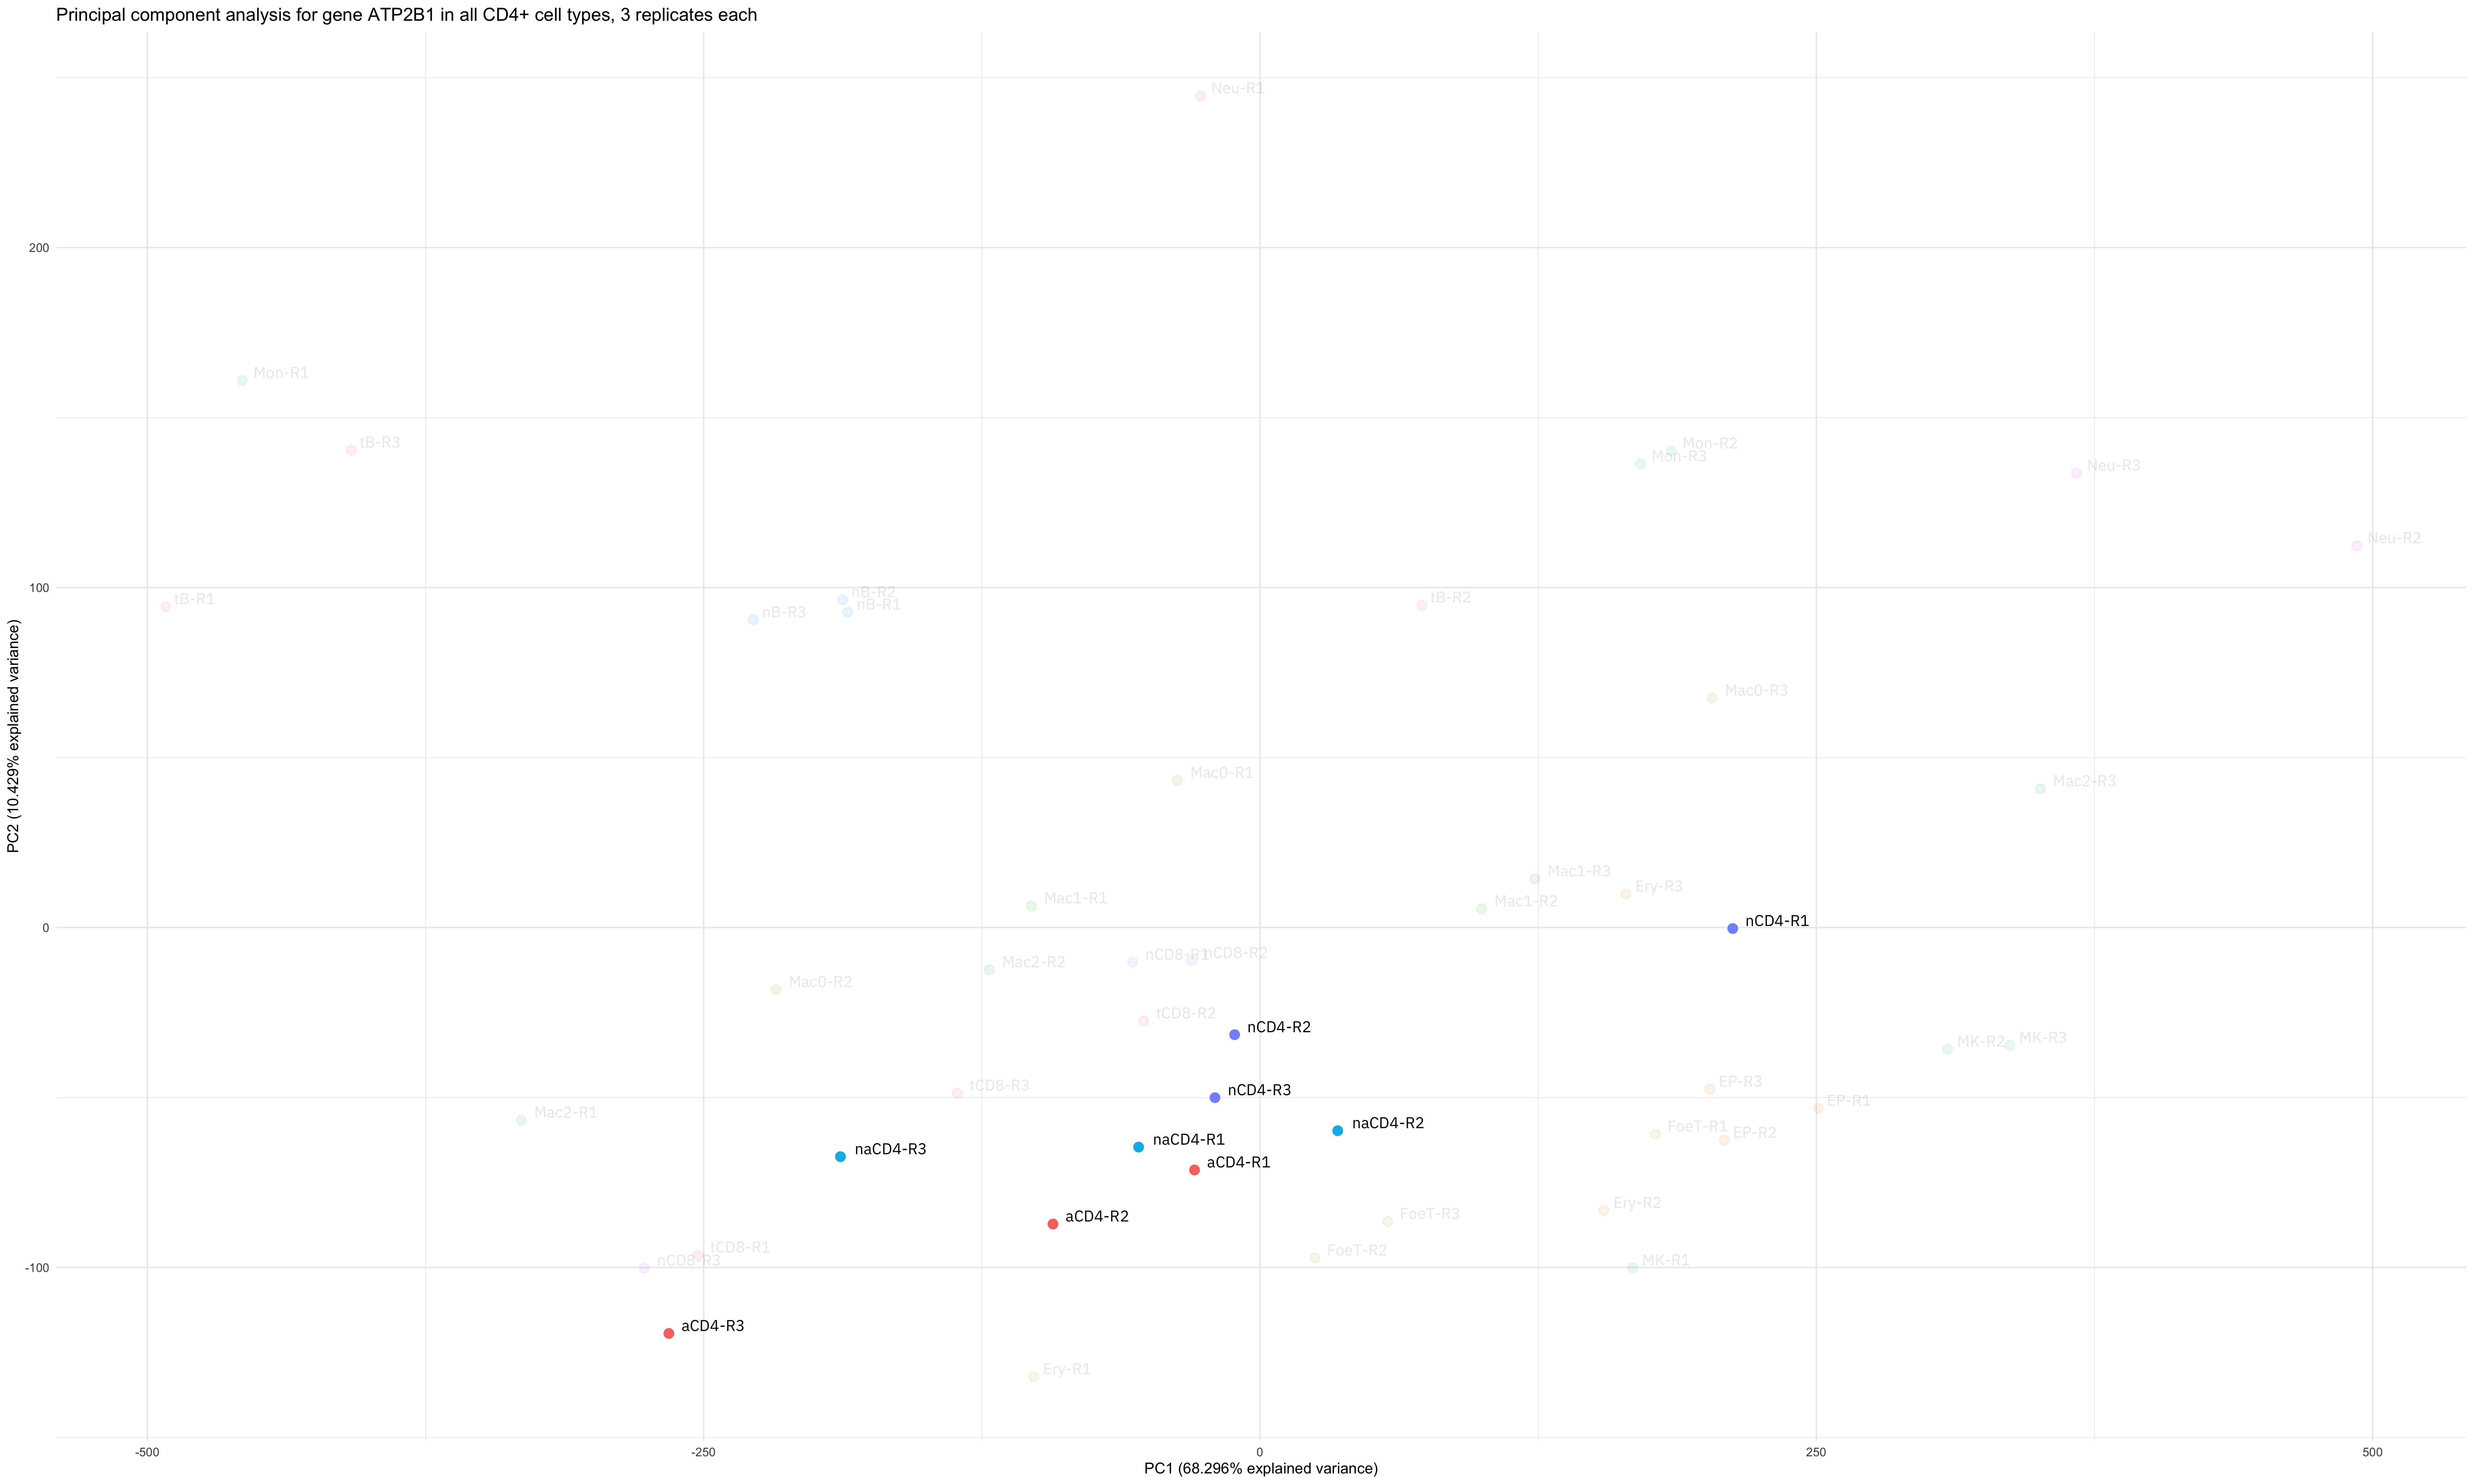 Principal component analysis for gene ATP2B1 in all CD4+ cell types, 3 replicates each
Neu-R1
200
Mon-R1
tB-R3
Mon-R2
Mon-R3
Neu-R3
Neu-R2
100
tB-R1
nB-R2
nB-R1
nB-R3
tB-R2
Mac0-R3
PC2 (10.429% explained variance)
Mac0-R1
Mac2-R3
Mac1-R3
Ery-R3
Mac1-R1
Mac1-R2
0
nCD4-R1
nCD8-R1
nCD8-R2
Mac2-R2
Mac0-R2
tCD8-R2
nCD4-R2
MK-R2
MK-R3
tCD8-R3
EP-R3
nCD4-R3
EP-R1
Mac2-R1
naCD4-R2
FoeT-R1
EP-R2
naCD4-R1
naCD4-R3
aCD4-R1
Ery-R2
aCD4-R2
FoeT-R3
tCD8-R1
FoeT-R2
nCD8-R3
MK-R1
-100
aCD4-R3
Ery-R1
-500
-250
0
250
500
PC1 (68.296% explained variance)